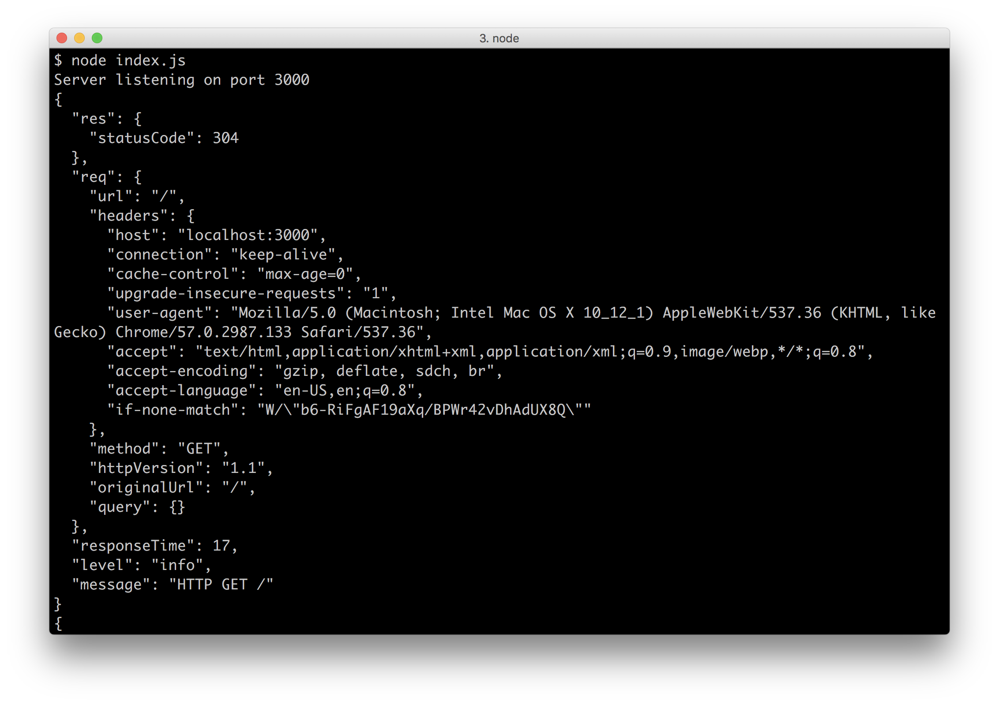 3. node
$ node index.js
Server listening on port 3000
{
  "res": {
    "statusCode": 304
  },
  "req": {
    "url": "/",
    "headers": {
      "host": "localhost:3000",
      "connection": "keep-alive",
      "cache-control": "max-age=0",
      "upgrade-insecure-requests": "1",
      "user-agent": "Mozilla/5.0 (Macintosh; Intel Mac OS X 10_12_1) AppleWebKit/537.36 (KHTML, like
Gecko) Chrome/57.0.2987.133 Safari/537.36",
      "accept": "text/html,application/xhtml+xml,application/xml;q=0.9,image/webp,*/*;q=0.8",
      "accept-encoding": "gzip, deflate, sdch, br",
      "accept-language": "en-US,en;q=0.8",
      "if-none-match": "W/\"b6-RiFgAF19aXq/BPWr42vDhAdUX8Q\""
    },
    "method": "GET",
    "httpVersion": "1.1",
    "originalUrl": "/",
    "query": {}
  },
  "responseTime": 17,
  "level": "info",
  "message": "HTTP GET /"
}
{